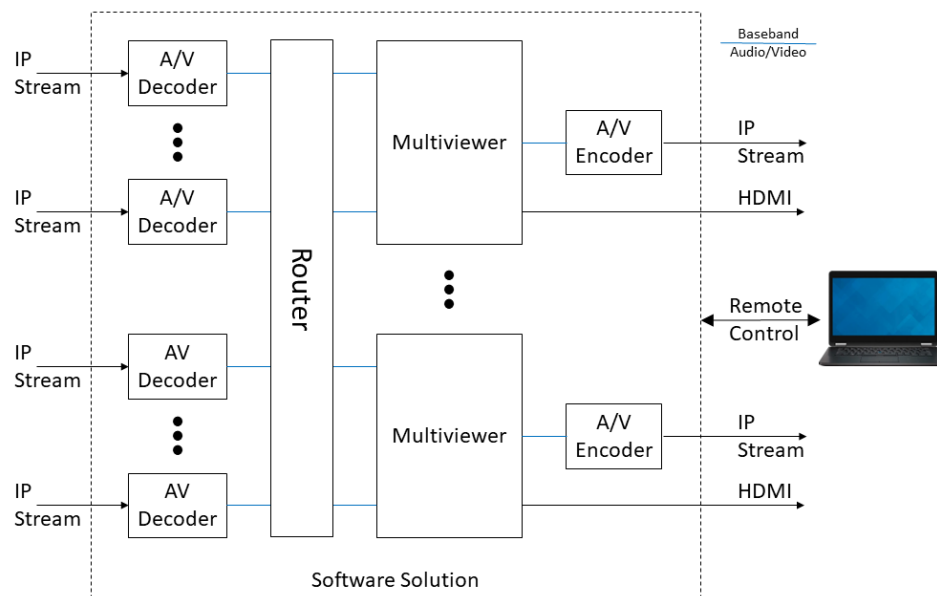 IP
Stream
A/V
Decoder
IP
Stream
A/V
Decoder
IP
Stream
AV
Decoder
IP
Stream
AV
Decoder
Router
Multiviewer
Multiviewer
A/V
Encoder
A/V
Encoder
Baseband
Audio/Video
IP
Stream
HDMI
Remote
Control
IP
Stream
HDMI
Software Solution